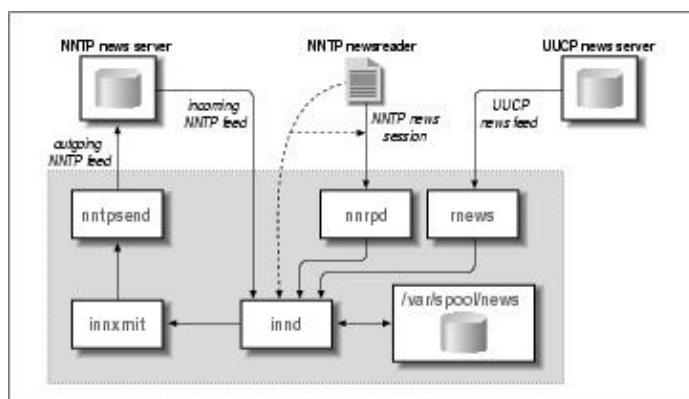 NNTP news server
NNTP newsreader
UUCP news server
incoming
NNTP feed
UUCP
news feed
NNTP news
session
outgoing
NNTP feed
nntpsend
nnrpd
rnews
innxmit
innd
/var/spool/news